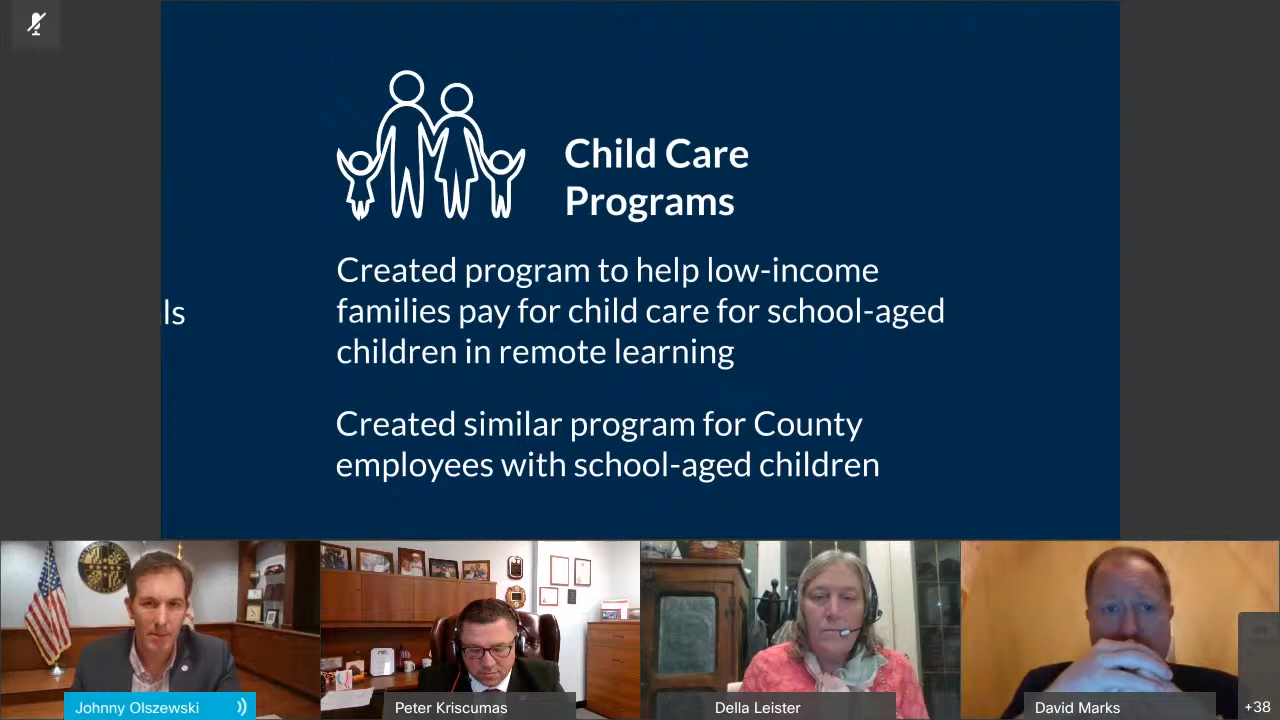 Child Care
Programs
Created program to help low-income
families pay for child care for school-aged
ls
children in remote learning
Created similar program for County
employees with school-aged children
Johnny Olszewski
Peter Kriscumas
Della Leister
David Marks
+38